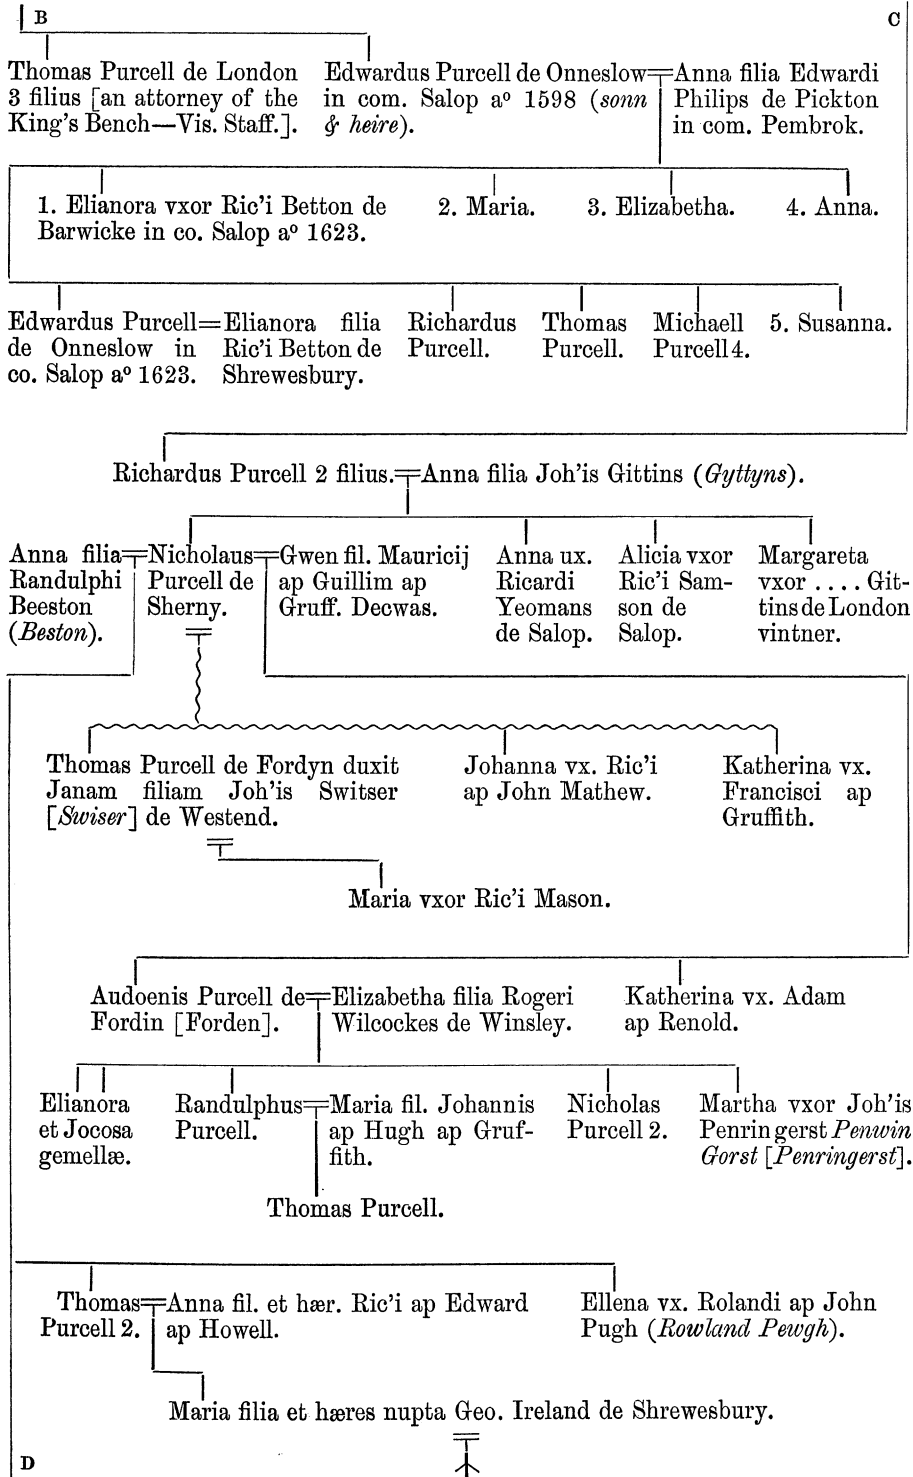 B
C
Thomas Purcell de London
3 filius [an attorney of the
King's Bench—Vis. Staff.].
Edwardus Purcell de Onneslow=Anna filia Edwardi
in com. Salop aº 1598 (sonn
& heire).
Philips de Pickton
in com. Pembrok.
1. Elianora vxor Ric'i Betton de
Barwicke in co. Salop aº 1623.
2. Maria.
3. Elizabetha.
4. Anna.
Edwardus Purcell=Elianora filia
de Onneslow in
co. Salop aº 1623.
Ric'i Betton de
Shrewesbury.
Richardus
Purcell.
Thomas
Purcell.
Michaell
Purcell 4.
5. Susanna.
Richardus Purcell 2 filius.=Anna filia Joh'is Gittins (Gyttyns).
Anna filia=Nicholaus=Gwen fil. Mauricij
Randulphi
Beeston
(Beston).
Purcell de
Sherny.
ap Guillim ap
Gruff. Decwas.
Anna ux.
Ricardi
Yeomans
de Salop.
Alicia vxor
Ric'i Sam-
son de
Salop.
Margareta
vxor .... Git-
tins de London
vintner.
Thomas Purcell de Fordyn duxit
Janam filiam Joh'is Switser
[Swiser] de Westend.
Johanna vx. Ric'i
ap John Mathew.
Katherina vx.
Francisci ap
Gruffith.
Maria vxor Ric'i Mason.
Audoenis Purcell de=Elizabetha filia Rogeri
Fordin [Forden].
Wilcockes de Winsley.
Katherina vx. Adam
ap Renold.
Elianora
et Jocosa
gemellæ.
Randulphus=Maria fil. Johannis
Purcell.
ap Hugh ap Gruf-
fith.
Nicholas
Purcell 2.
Martha vxor Joh'is
Penringerst Penwin
Gorst [Penringerst].
Thomas Purcell.
Thomas=Anna fil. et hær. Ric'i ap Edward
Purcell 2.
ap Howell.
Ellena vx. Rolandi ap John
Pugh (Rowland Pewgh).
Maria filia et hæres nupta Geo. Ireland de Shrewesbury.
D